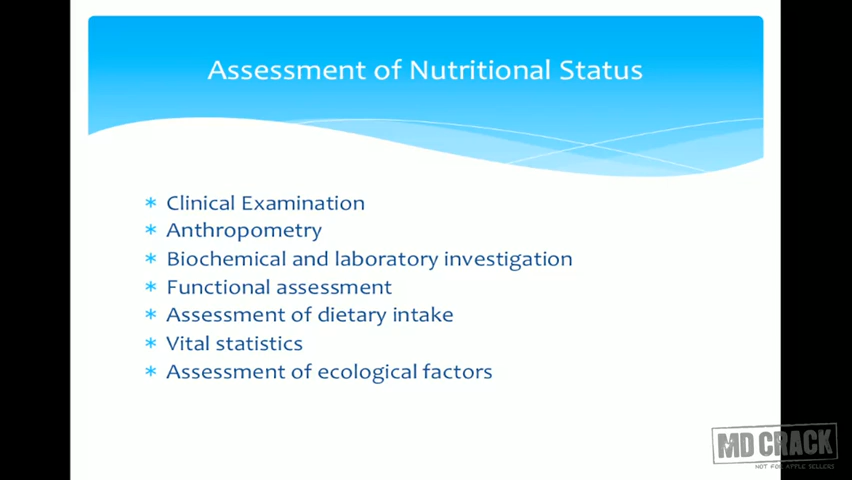 Assessment of Nutritional Status
* Clinical Examination
* Anthropometry
* Biochemical and laboratory investigation
* Functional assessment
* Assessment of dietary intake
* Vital statistics
* Assessment of ecological factors
MD CRACK
NOT FOR APPLE SELLERS